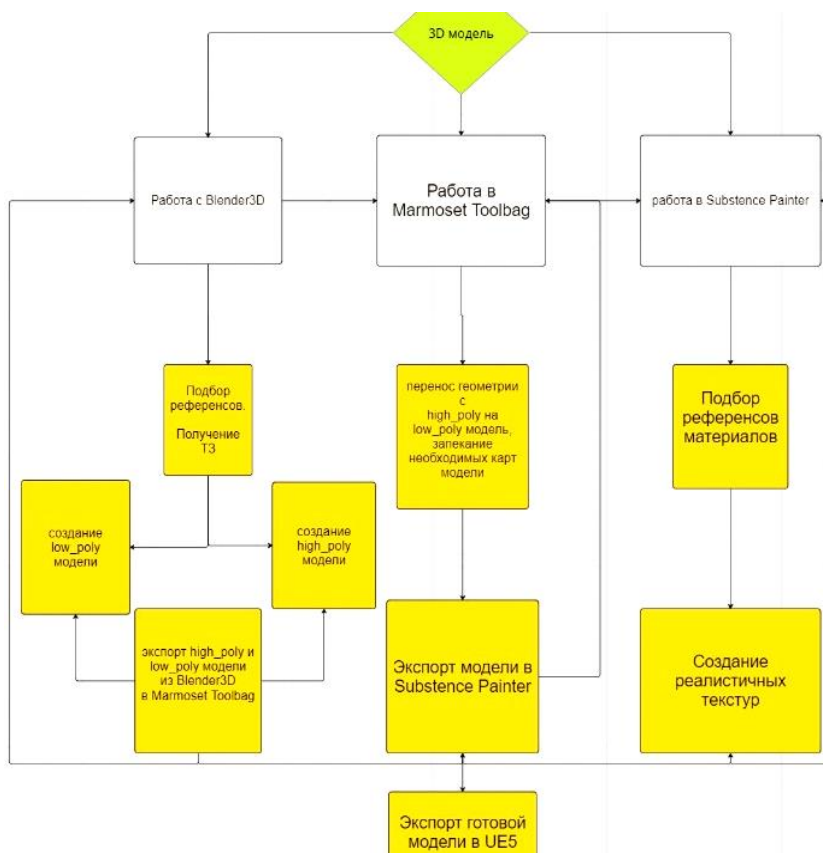 3D модель
Работа с Blender3D
Работа в
Marmoset Toolbag
работа в Substence Painter
Подбор
референсов.
Получение
ТЗ
перенос геометрии
с
high_poly на
low_poly модель,
запекание
необходимых карт
модели
Подбор
референсов
материалов
создание
low_poly
модели
создание
high_poly
модели
экспорт high_poly и
low_poly модели
из Blender3D
в Marmoset Toolbag
Экспорт модели в
Substence Painter
Создание
реалистичных
текстур
Экспорт готовой
модели в UE5